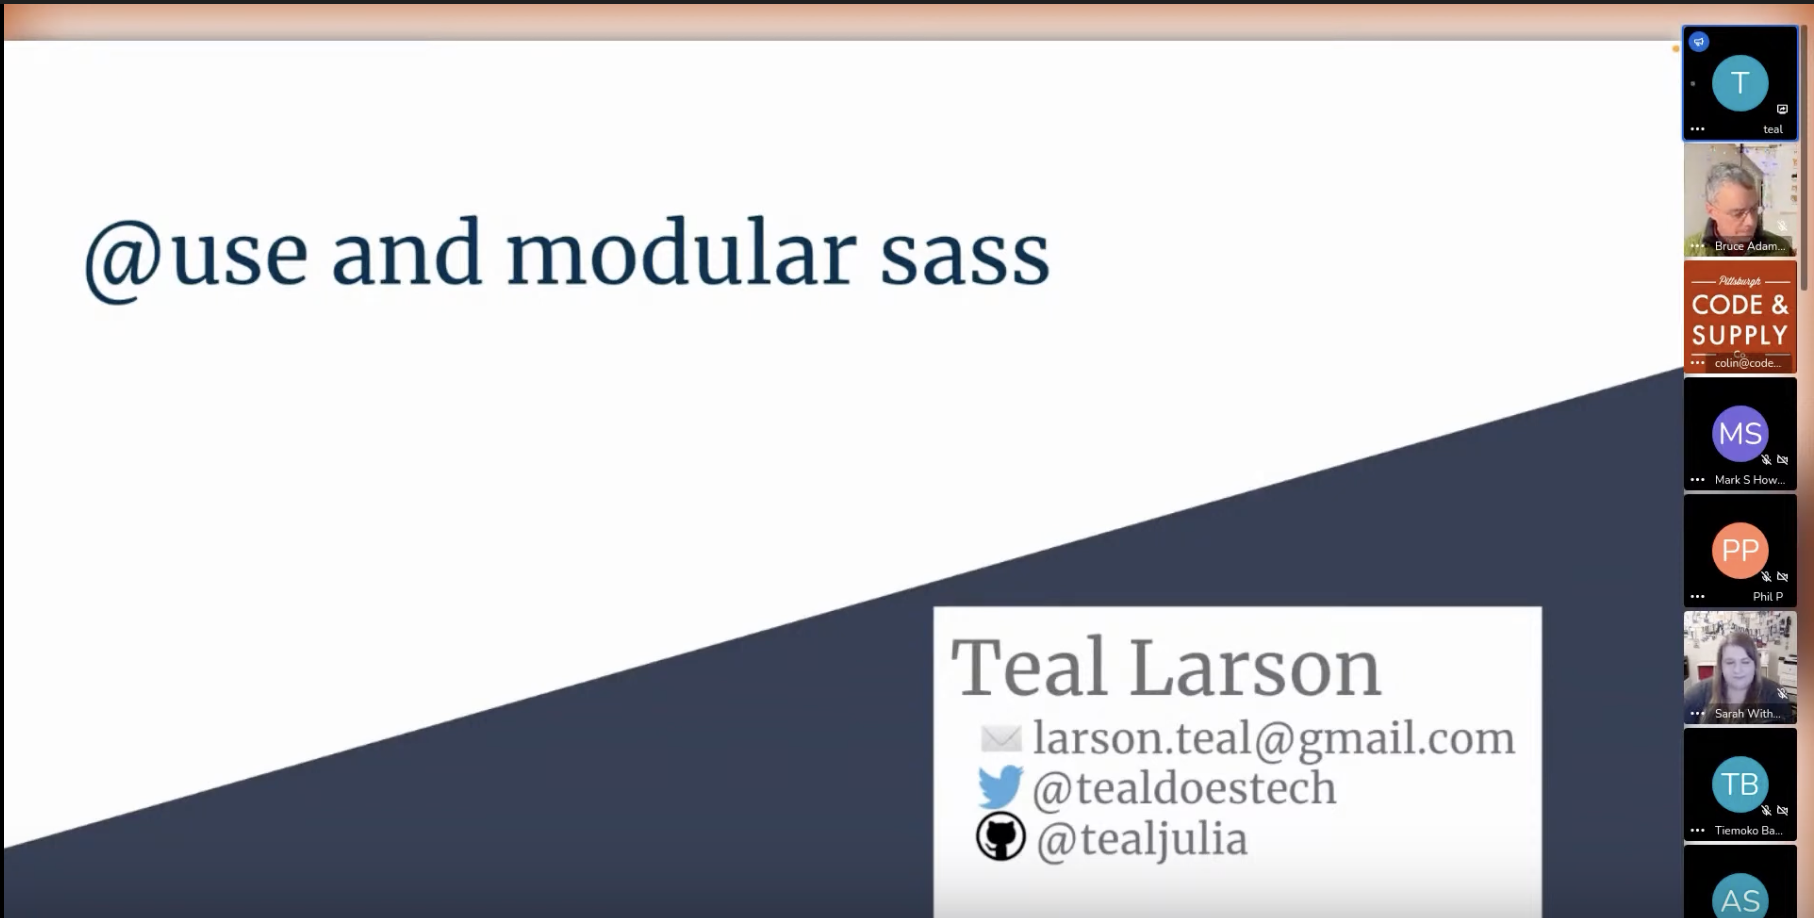 @use and modular sass
Teal Larson
larson.teal@gmail.com
@tealdoestech
@tealjulia
T
teal
Bruce Adam...
Pittsburgh
CODE &
SUPPLY
Co.
colin@code...
MS
Mark S How...
PP
Phil P
Sarah With...
TB
Tiemoko Ba...
AS